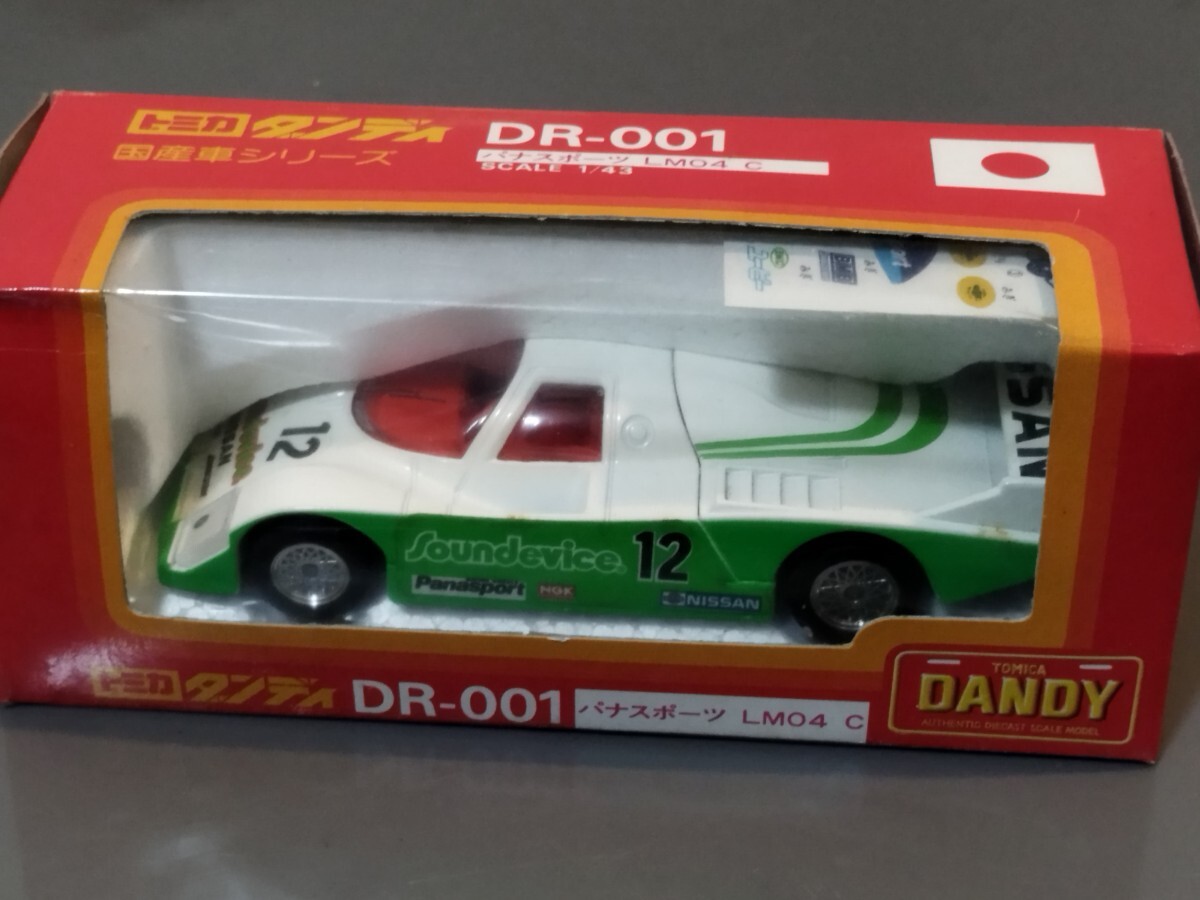 トミカ ダンディ
国産車シリーズ
DR-001
パナスポーツ LM04 C
SCALE 1/43
12
SSAN
Soundevice
12
Panasport
NGK
NISSAN
トミカ ダンディ DR-001 パナスポーツ LM04 C
TOMICA
DANDY
AUTHENTIC DIECAST SCALE MODEL